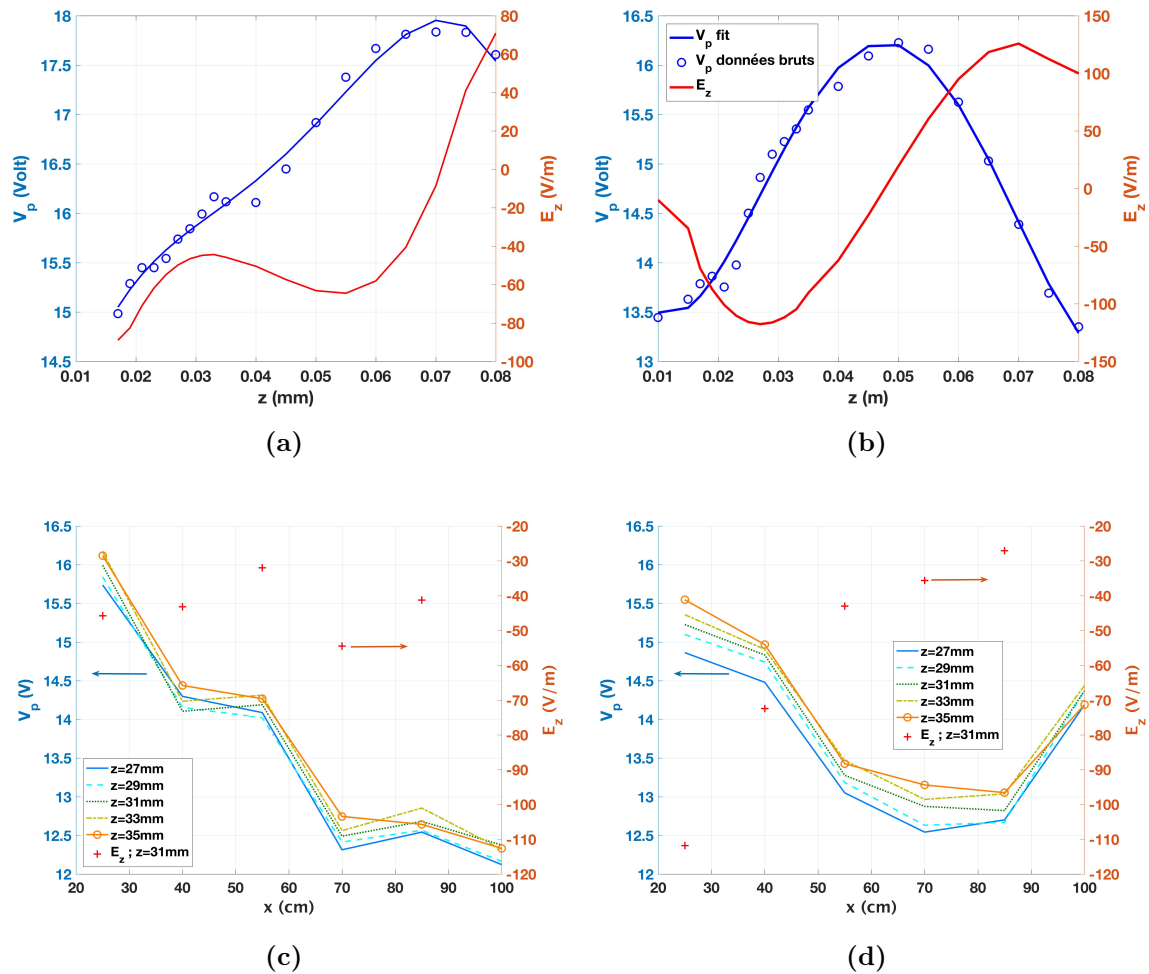 18
17.5
17
16.5
16
15.5
15
14.5
V_p (Volt)
80
60
40
20
0
-20
-40
-60
-80
-100
E_z (V/m)
0.01 0.02 0.03 0.04 0.05 0.06 0.07 0.08
z (mm)
(a)
16.5
16
15.5
15
14.5
14
13.5
13
V_p (Volt)
V_p fit
V_p données bruts
E_z
150
100
50
0
-50
-100
-150
E_z (V/m)
0.01 0.02 0.03 0.04 0.05 0.06 0.07 0.08
z (m)
(b)
16.5
16
15.5
15
14.5
14
13.5
13
12.5
12
V_p (V)
z=27mm
z=29mm
z=31mm
z=33mm
z=35mm
E_z ; z=31mm
-20
-30
-40
-50
-60
-70
-80
-90
-100
-110
-120
E_z (V/m)
20 30 40 50 60 70 80 90 100
x (cm)
(c)
16.5
16
15.5
15
14.5
14
13.5
13
12.5
12
V_p (V)
z=27mm
z=29mm
z=31mm
z=33mm
z=35mm
E_z ; z=31mm
-20
-30
-40
-50
-60
-70
-80
-90
-100
-110
-120
E_z (V/m)
20 30 40 50 60 70 80 90 100
x (cm)
(d)